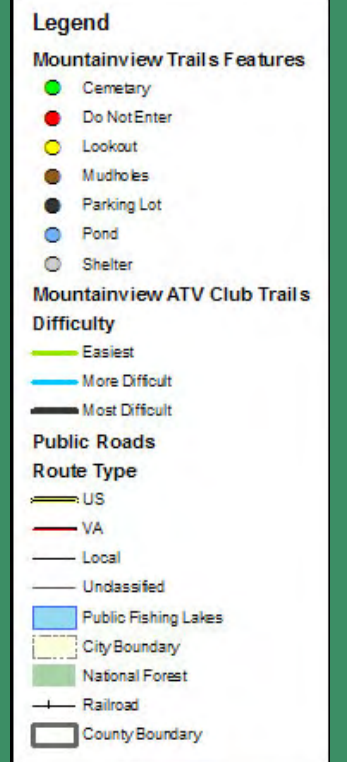 Legend
Mountainview Trails Features
Cemetary
Do Not Enter
Lookout
Mudholes
Parking Lot
Pond
Shelter
Mountainview ATV Club Trails
Difficulty
Easiest
More Difficult
Most Difficult
Public Roads
Route Type
US
VA
Local
Undassified
Public Fishing Lakes
City Boundary
National Forest
Railroad
County Boundary